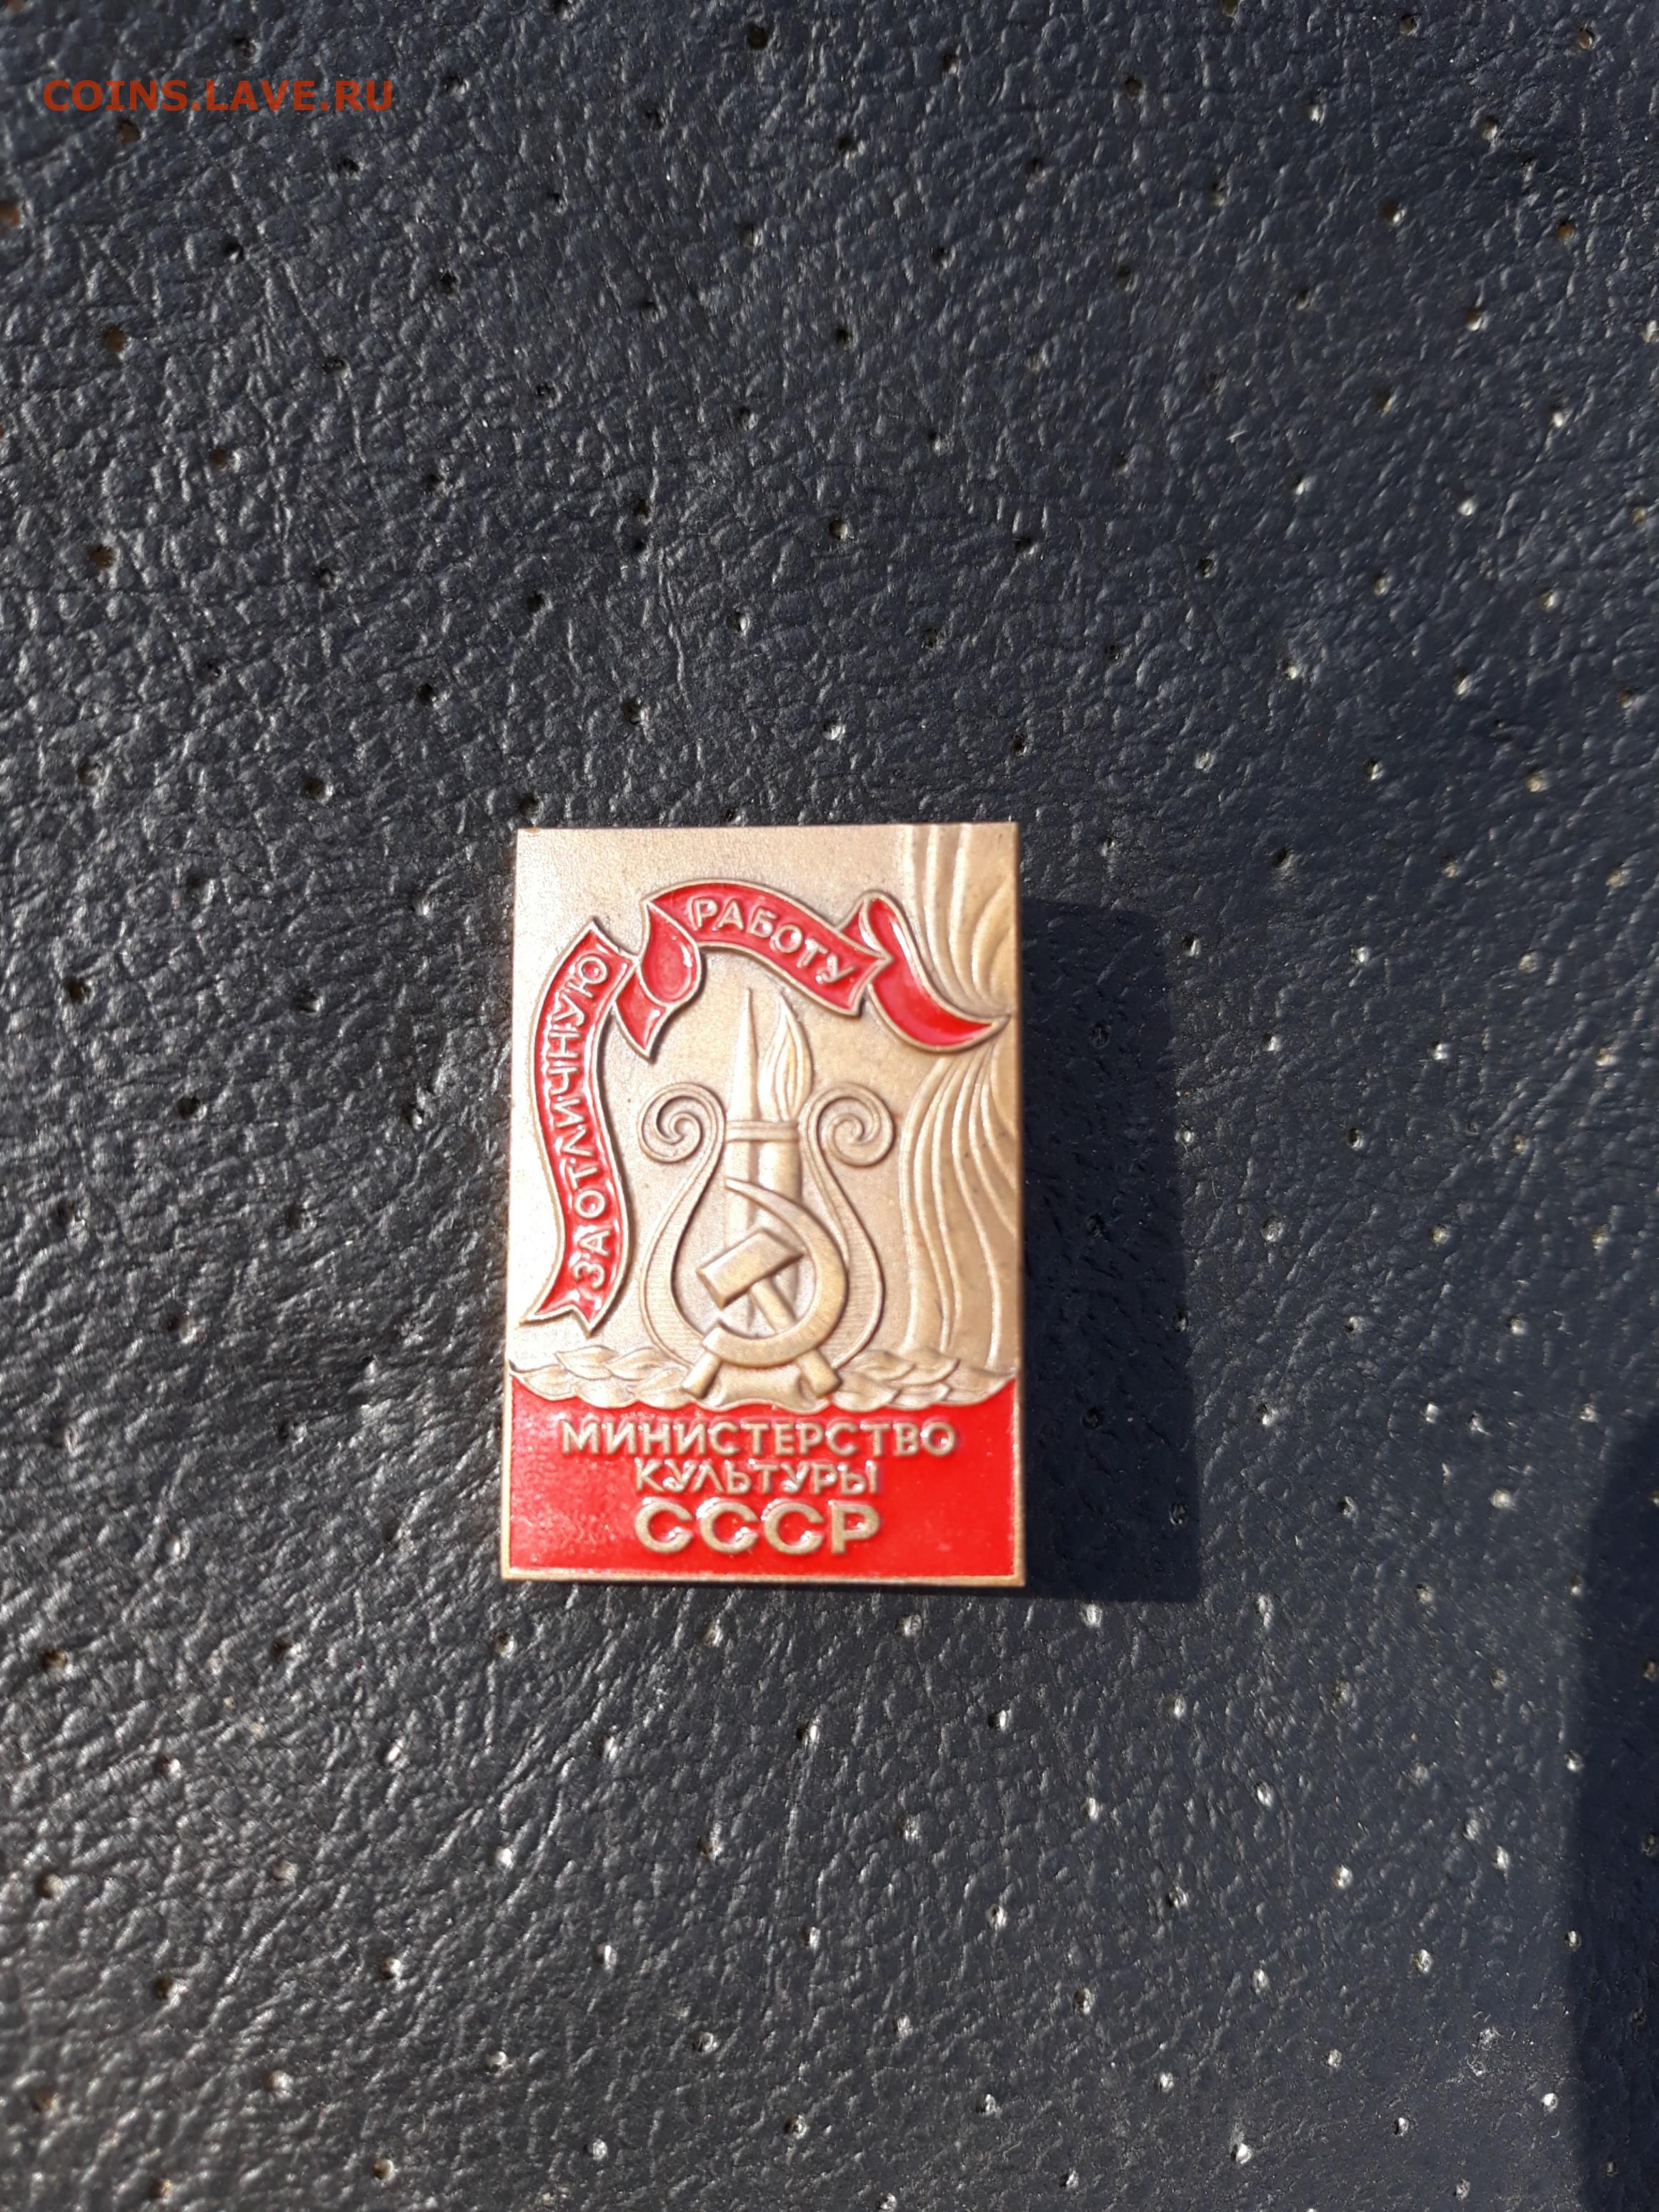 COINS.LAVE.RU
ЗА ОТЛИЧНУЮ
РАБОТУ
МИНИСТЕРСТВО
КУЛЬТУРЫ
СССР